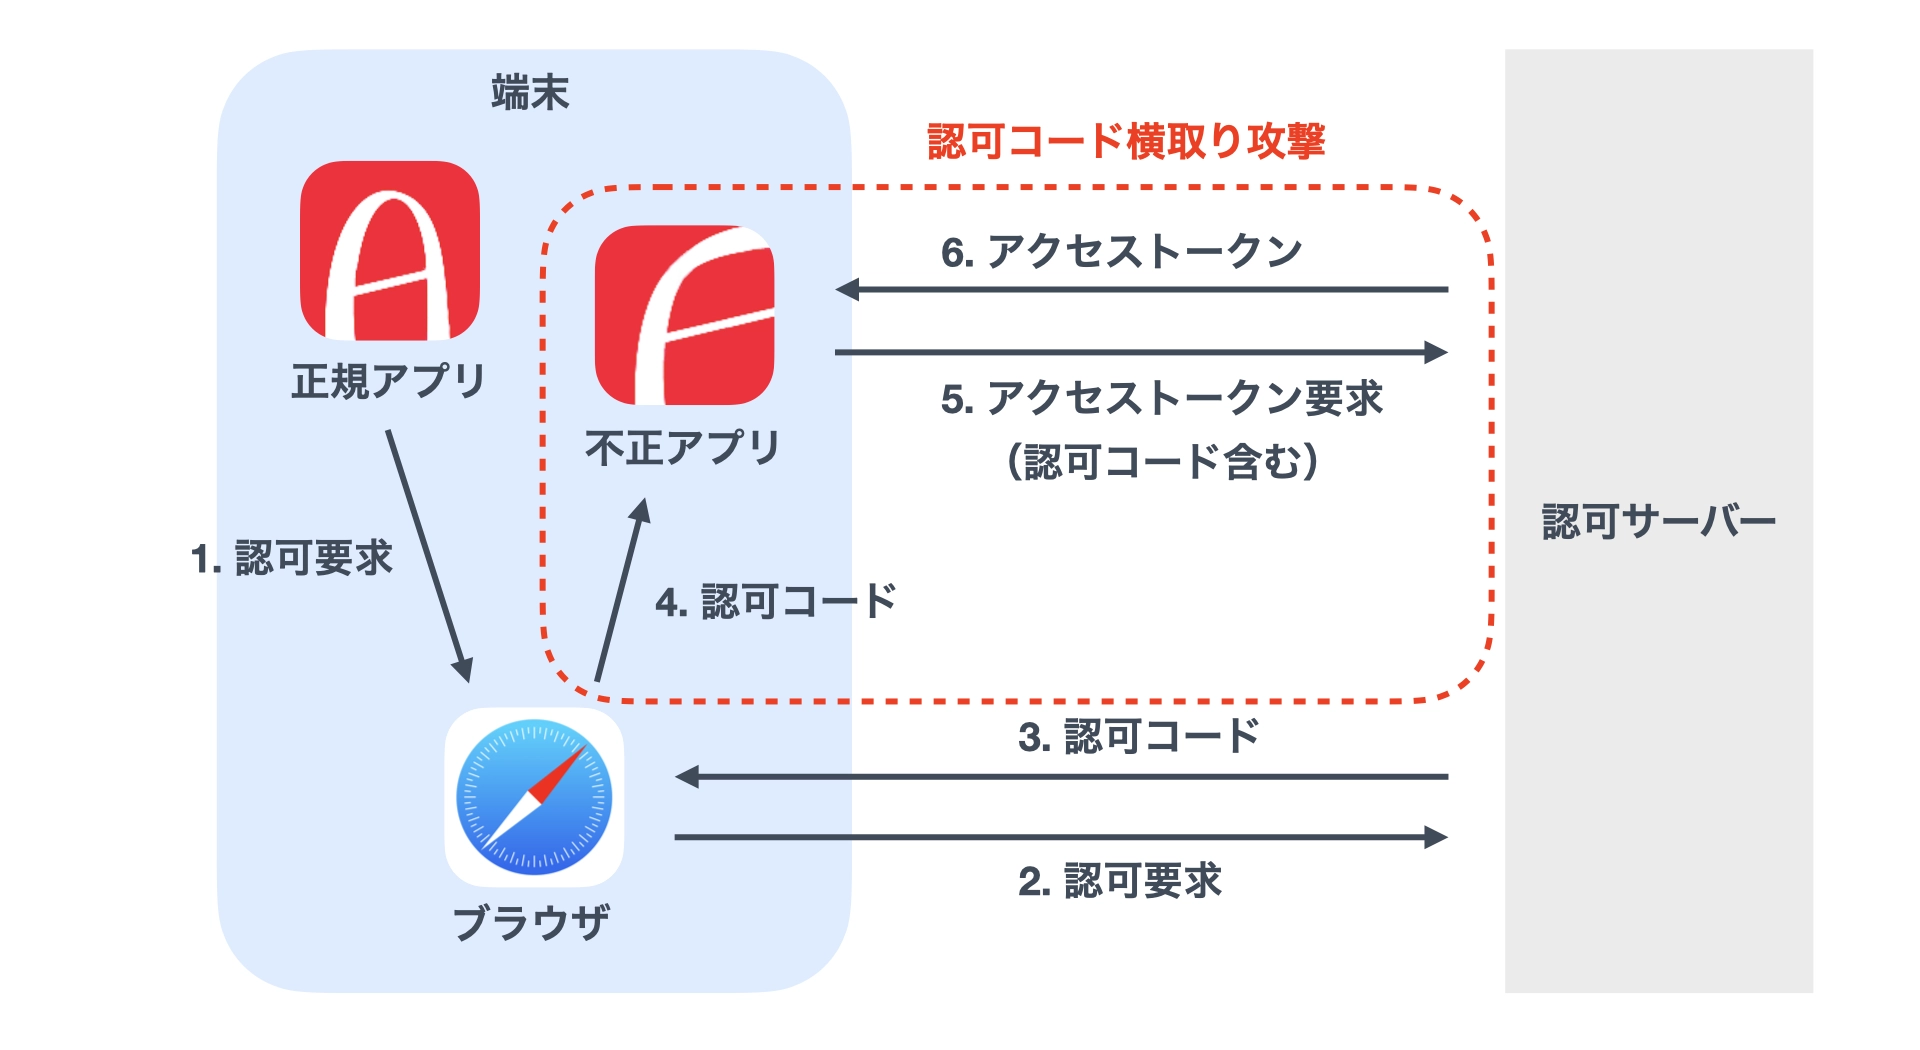 端末
認可コード横取り攻撃
6. アクセストークン
正規アプリ
5. アクセストークン要求
（認可コード含む）
不正アプリ
認可サーバー
1. 認可要求
4. 認可コード
3. 認可コード
2. 認可要求
ブラウザ